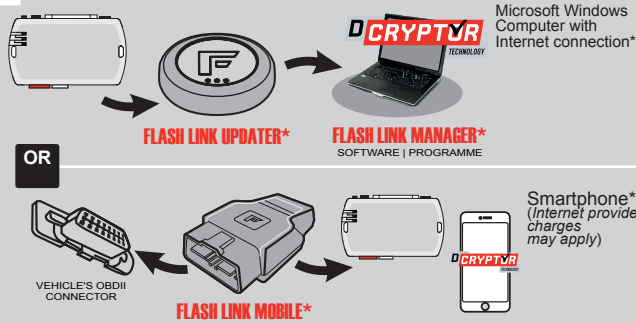 Microsoft Windows
Computer with
Internet connection*
D CRYPTOR
TECHNOLOGY
FLASH LINK UPDATER*
FLASH LINK MANAGER*
SOFTWARE | PROGRAMME
OR
Smartphone*
(Internet provide
charges
may apply)
D CRYPTOR
TECHNOLOGY
VEHICLE'S OBDII
CONNECTOR
FLASH LINK MOBILE*